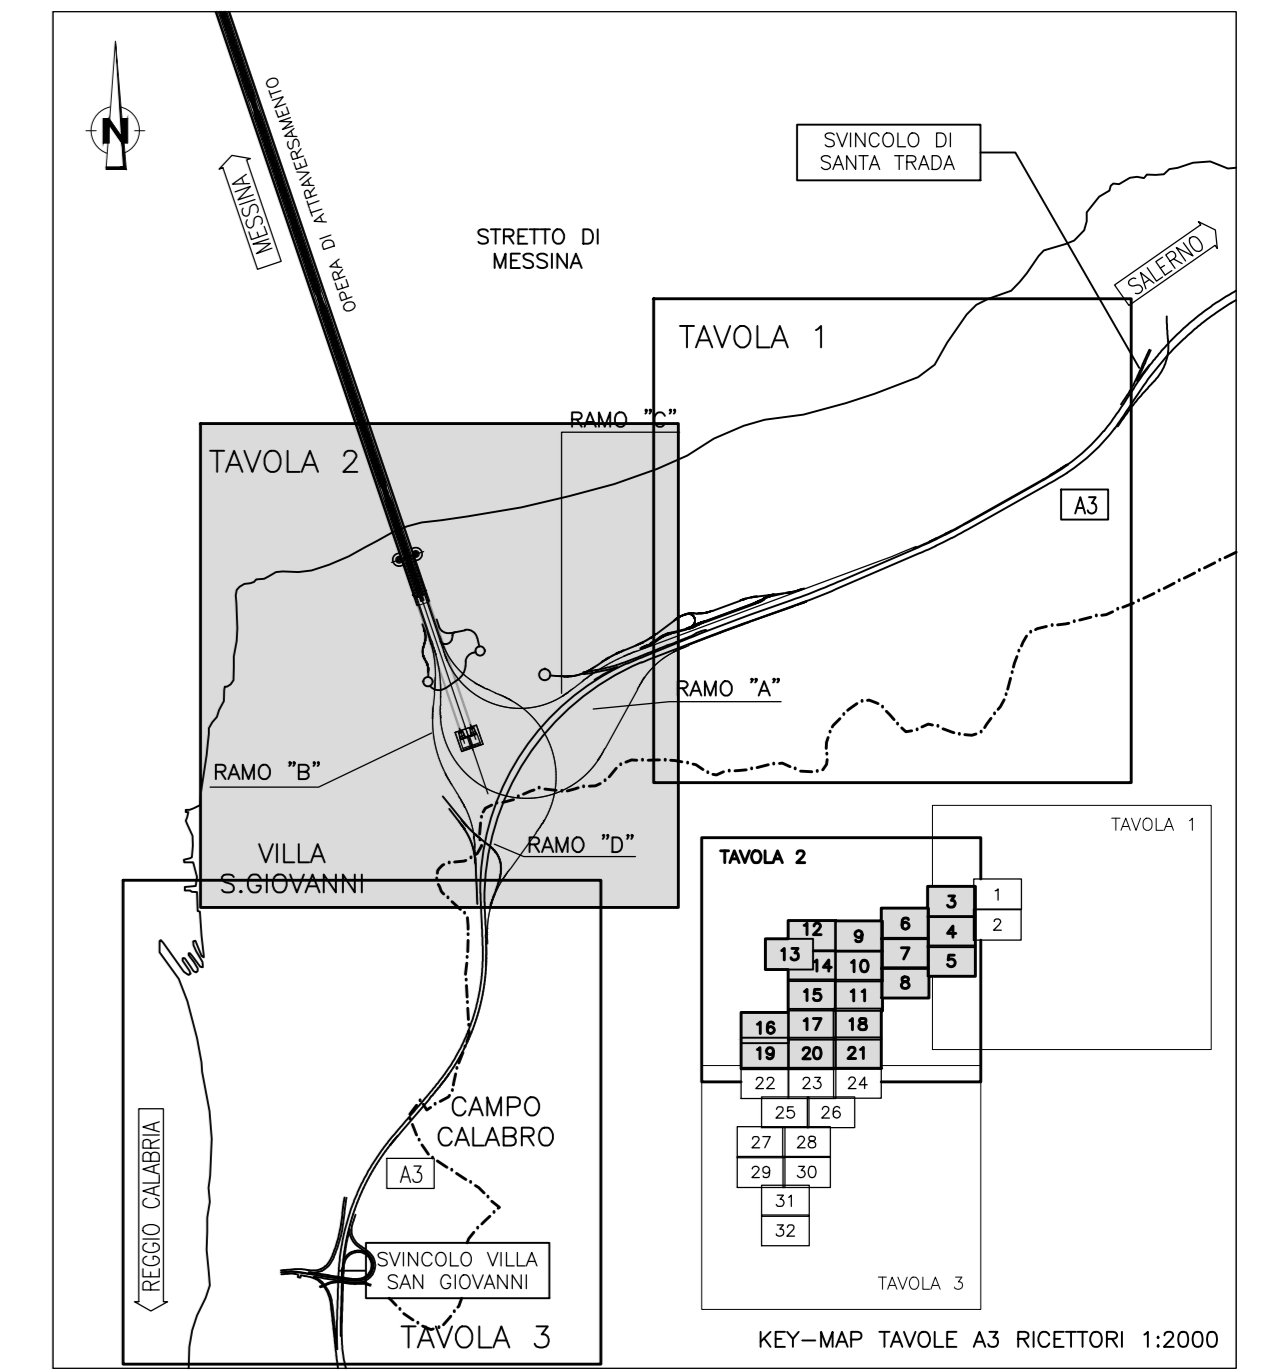 N
OPERA DI ATTRAVERSAMENTO
MESSINA
STRETTO DI
MESSINA
SVINCOLO DI
SANTA TRADA
SALERNO
TAVOLA 1
RAMO "C"
TAVOLA 2
A3
RAMO "A"
RAMO "B"
RAMO "D"
VILLA
S.GIOVANNI
CAMPO
CALABRO
A3
REGGIO CALABRIA
SVINCOLO VILLA
SAN GIOVANNI
TAVOLA 3
TAVOLA 1
TAVOLA 2
3
1
6
4
2
12
9
7
5
13
14
10
8
15
11
16
17
18
19
20
21
22
23
24
25
26
27
28
29
30
31
32
TAVOLA 3
KEY-MAP TAVOLE A3 RICETTORI 1:2000